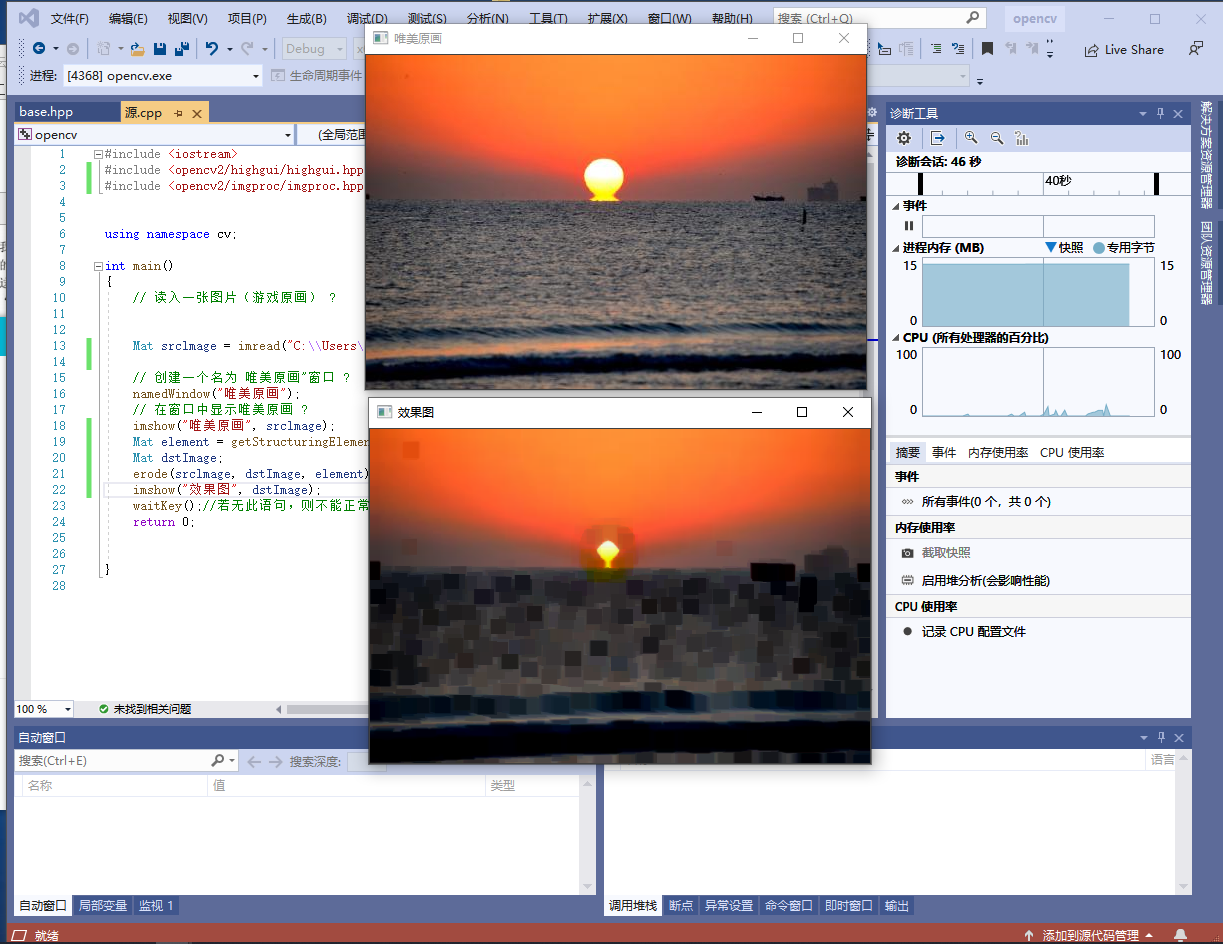 文件(F) 编辑(E) 视图(V) 项目(P) 生成(B) 调试(D) 测试(S) 分析(N) 工具(T) 扩展(X) 窗口(W) 帮助(H) 搜索 (Ctrl+Q) opencv
Debug Live Share
进程: [4368] opencv.exe 生命周期事件
唯美原画
base.hpp 源.cpp
opencv (全局范围
1 #include <iostream>
2 #include <opencv2/highgui/highgui.hpp
3 #include <opencv2/imgproc/imgproc.hpp
4
5
6 using namespace cv;
7
8 int main()
9 {
10 // 读入一张图片（游戏原画） ?
11
12
13 Mat srclmage = imread("C:\\Users\
14
15 // 创建一个名为 唯美原画"窗口 ?
16 namedWindow("唯美原画");
17 // 在窗口中显示唯美原画 ?
18 imshow("唯美原画", srclmage);
19 Mat element = getStructuringElemen
20 Mat dstImage;
21 erode(srclmage, dstImage, element)
22 imshow("效果图", dstImage);
23 waitKey();//若无此语句，则不能正常
24 return 0;
25
26
27 }
28
效果图
100 % 未找到相关问题
诊断工具
诊断会话: 46 秒
40秒
事件
进程内存 (MB) 快照 专用字节
15 15
0 0
CPU (所有处理器的百分比)
100 100
0 0
摘要 事件 内存使用率 CPU 使用率
事件
所有事件(0 个，共 0 个)
内存使用率
截取快照
启用堆分析(会影响性能)
CPU 使用率
记录 CPU 配置文件
解决方案资源管理器
团队资源管理器
自动窗口
搜索(Ctrl+E) 搜索深度:
名称 值 类型
语言
自动窗口 局部变量 监视 1
调用堆栈 断点 异常设置 命令窗口 即时窗口 输出
就绪 添加到源代码管理